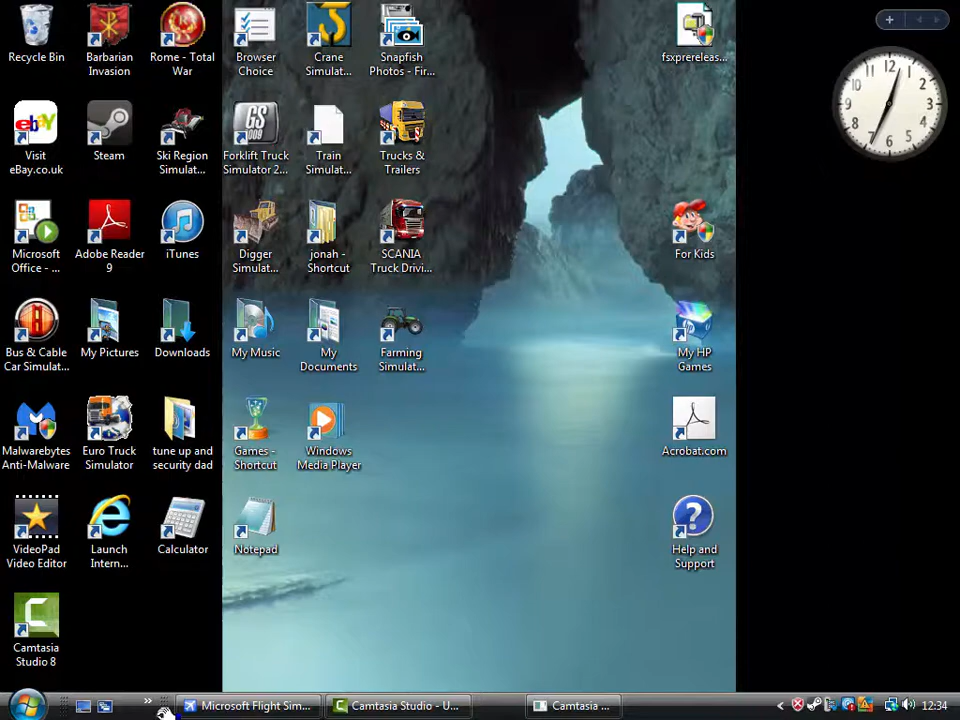 Recycle Bin
Barbarian
Invasion
Rome - Total
War
Browser
Choice
Crane
Simulat...
Snapfish
Photos - Fir...
fsxprereleas...
Visit
eBay.co.uk
Steam
Ski Region
Simulat...
Forklift Truck
Simulator 2...
Train
Simulat...
Trucks &
Trailers
Microsoft
Office - ...
Adobe Reader
9
iTunes
Digger
Simulat...
jonah -
Shortcut
SCANIA
Truck Drivi...
For Kids
Bus & Cable
Car Simulat...
My Pictures
Downloads
My Music
My
Documents
Farming
Simulat...
My HP
Games
Malwarebytes
Anti-Malware
Euro Truck
Simulator
tune up and
security dad
Games -
Shortcut
Windows
Media Player
Acrobat.com
VideoPad
Video Editor
Launch
Intern...
Calculator
Notepad
Help and
Support
Camtasia
Studio 8
Microsoft Flight Sim...
Camtasia Studio - U...
Camtasia ...
12:34